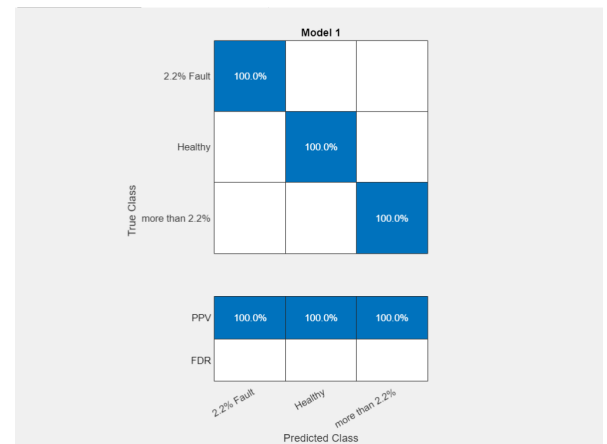 Model 1
2.2% Fault
100.0%
Healthy
100.0%
more than 2.2%
100.0%
True Class
PPV
100.0% 100.0% 100.0%
FDR
2.2% Fault
Healthy
more than 2.2%
Predicted Class